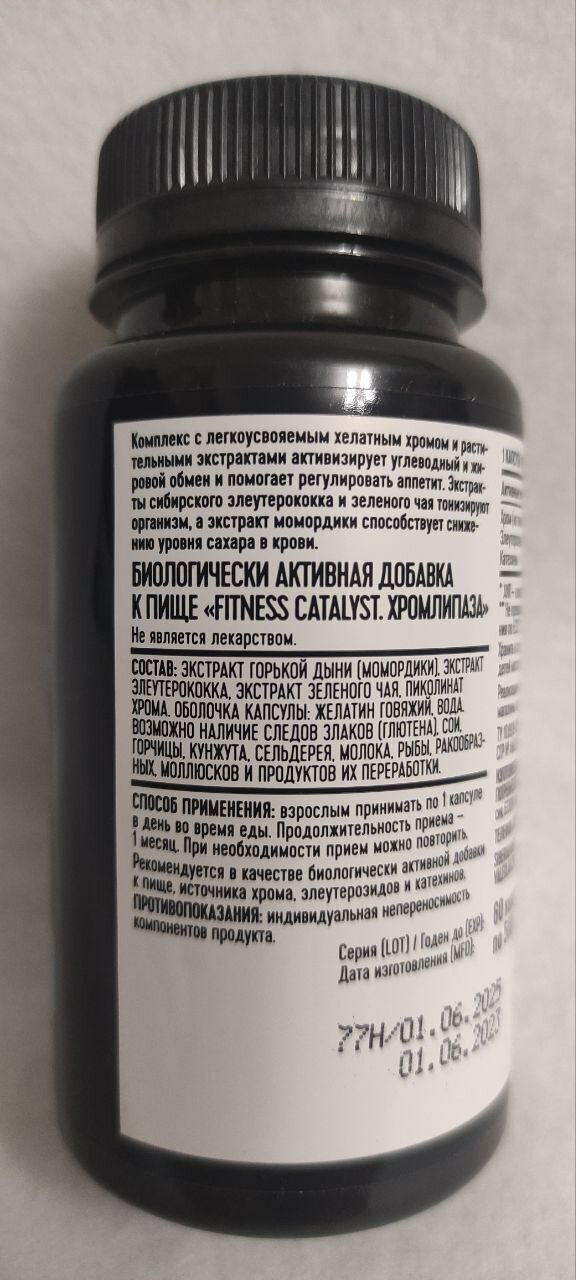 Комплекс с легкоусвояемым хелатным хромом и расти-
тельными экстрактами активизирует углеводный и жи-
ровой обмен и помогает регулировать аппетит. Экстрак-
ты сибирского элеутерококка и зеленого чая тонизируют
организм, а экстракт момордики способствует сниже-
нию уровня сахара в крови.
БИОЛОГИЧЕСКИ АКТИВНАЯ ДОБАВКА
К ПИЩЕ «FITNESS CATALYST. ХРОМЛИПАЗА»
Не является лекарством.
СОСТАВ: ЭКСТРАКТ ГОРЬКОЙ ДЫНИ (МОМОРДИКИ), ЭКСТРАКТ
ЭЛЕУТЕРОКОККА, ЭКСТРАКТ ЗЕЛЕНОГО ЧАЯ, ПИКОЛИНАТ
ХРОМА. ОБОЛОЧКА КАПСУЛЫ: ЖЕЛАТИН ГОВЯЖИЙ, ВОДА.
ВОЗМОЖНО НАЛИЧИЕ СЛЕДОВ ЗЛАКОВ (ГЛЮТЕНА), СОИ,
ГОРЧИЦЫ, КУНЖУТА, СЕЛЬДЕРЕЯ, МОЛОКА, РЫБЫ, РАКООБРАЗ-
НЫХ, МОЛЛЮСКОВ И ПРОДУКТОВ ИХ ПЕРЕРАБОТКИ.
СПОСОБ ПРИМЕНЕНИЯ: взрослым принимать по 1 капсуле
в день во время еды. Продолжительность приема –
1 месяц. При необходимости прием можно повторить.
Рекомендуется в качестве биологически активной добавки
к пище, источника хрома, элеутерозидов и катехинов.
ПРОТИВОПОКАЗАНИЯ: индивидуальная непереносимость
компонентов продукта.
Серия (LOT) / Годен до (EXP):
Дата изготовления (MFD):
77H/01.06.2025
01.06.2023